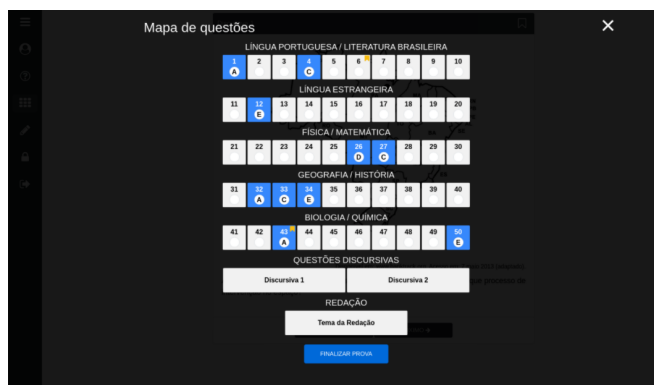 Mapa de questões
LÍNGUA PORTUGUESA / LITERATURA BRASILEIRA
1 2 3 4 5 6 7 8 9 10
A C
LÍNGUA ESTRANGEIRA
11 12 13 14 15 16 17 18 19 20
E
FÍSICA / MATEMÁTICA
21 22 23 24 25 26 27 28 29 30
D C
GEOGRAFIA / HISTÓRIA
31 32 33 34 35 36 37 38 39 40
A C E
BIOLOGIA / QUÍMICA
41 42 43 44 45 46 47 48 49 50
A E
QUESTÕES DISCURSIVAS
Discursiva 1 Discursiva 2
que processo de
REDAÇÃO
Tema da Redação
FINALIZAR PROVA